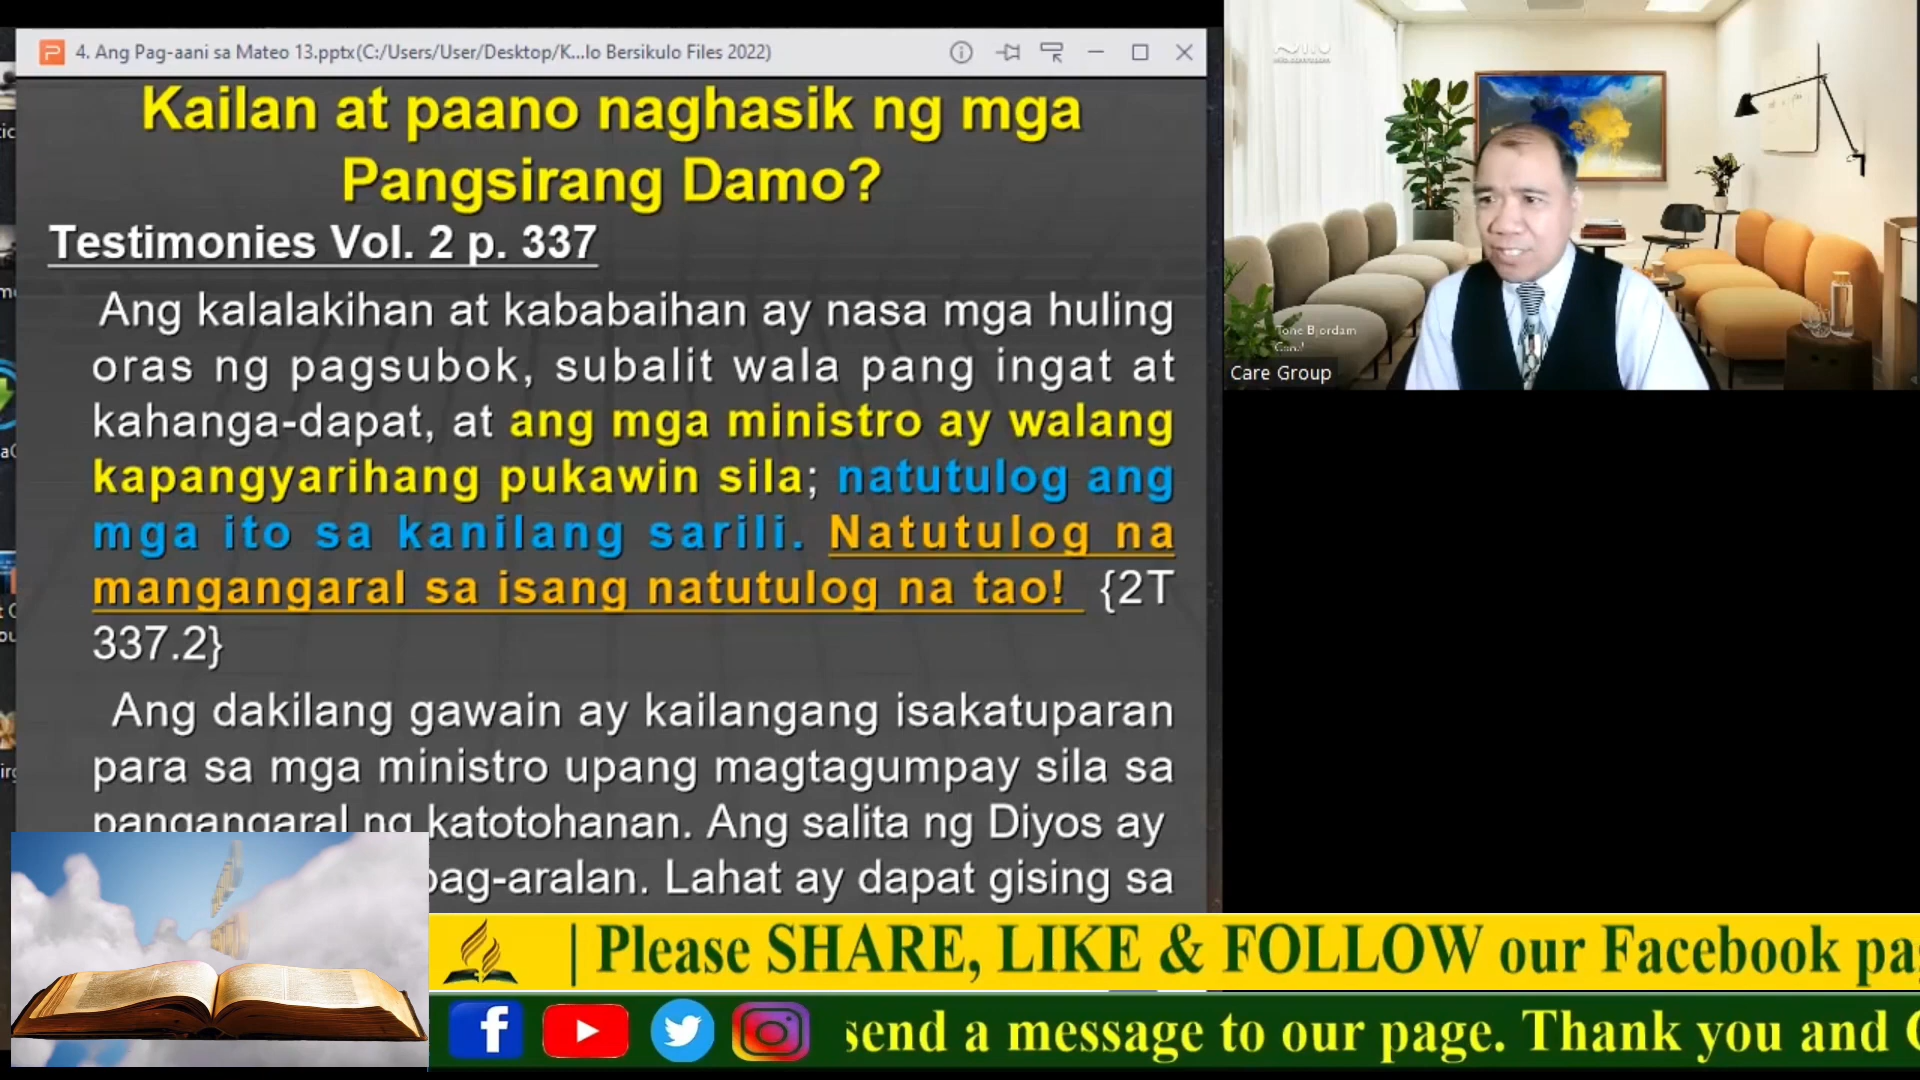 4. Ang Pag-aani sa Mateo 13.pptx(C:/Users/User/Desktop/K...lo Bersikulo Files 2022)
Kailan at paano naghasik ng mga
Pangsirang Damo?
Testimonies Vol. 2 p. 337
Ang kalalakihan at kababaihan ay nasa mga huling
oras ng pagsubok, subalit wala pang ingat at
kahanga-dapat, at ang mga ministro ay walang
kapangyarihang pukawin sila; natutulog ang
mga ito sa kanilang sarili. Natutulog na
mangangaral sa isang natutulog na tao! {2T
337.2}
Ang dakilang gawain ay kailangang isakatuparan
para sa mga ministro upang magtagumpay sila sa
pangangaral ng katotohanan. Ang salita ng Diyos ay
pag-aralan. Lahat ay dapat gising sa
Tone Bjordam
Care Group
| Please SHARE, LIKE & FOLLOW our Facebook pa
send a message to our page. Thank you and